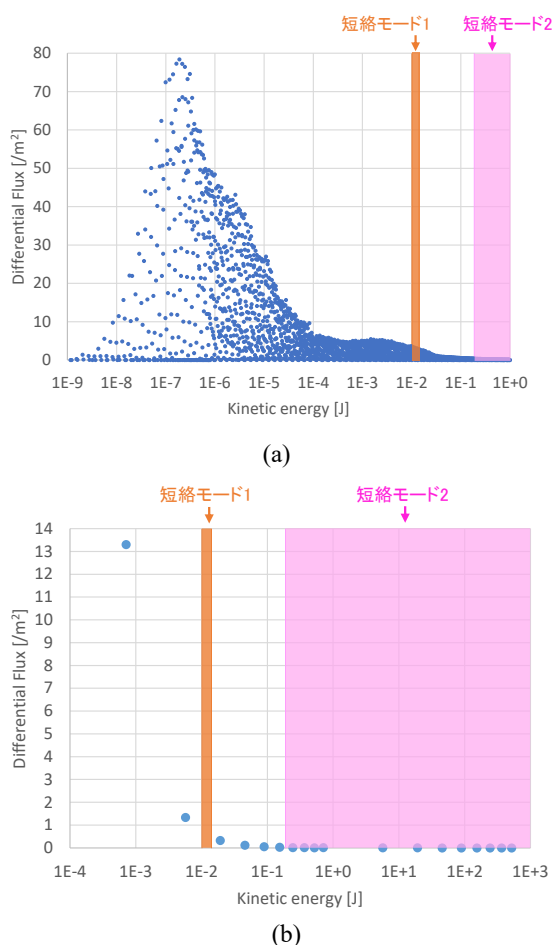 短絡モード1
短絡モード2
80
70
60
50
40
30
20
10
0
Differential Flux [/m²]
1E-9 1E-8 1E-7 1E-6 1E-5 1E-4 1E-3 1E-2 1E-1 1E+0
Kinetic energy [J]
(a)
短絡モード1
短絡モード2
14
13
12
11
10
9
8
7
6
5
4
3
2
1
0
Differential Flux [/m²]
1E-4 1E-3 1E-2 1E-1 1E+0 1E+1 1E+2 1E+3
Kinetic energy [J]
(b)